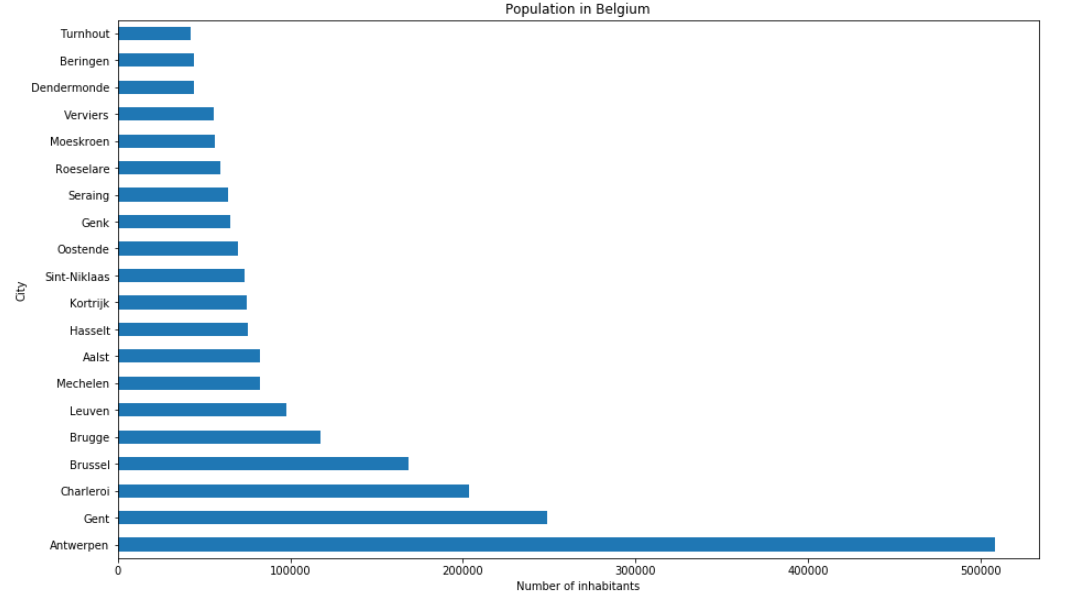 Population in Belgium
Turnhout
Beringen
Dendermonde
Verviers
Moeskroen
Roeselare
Seraing
Genk
Oostende
Sint-Niklaas
City
Kortrijk
Hasselt
Aalst
Mechelen
Leuven
Brugge
Brussel
Charleroi
Gent
Antwerpen
0 100000 200000 300000 400000 500000
Number of inhabitants